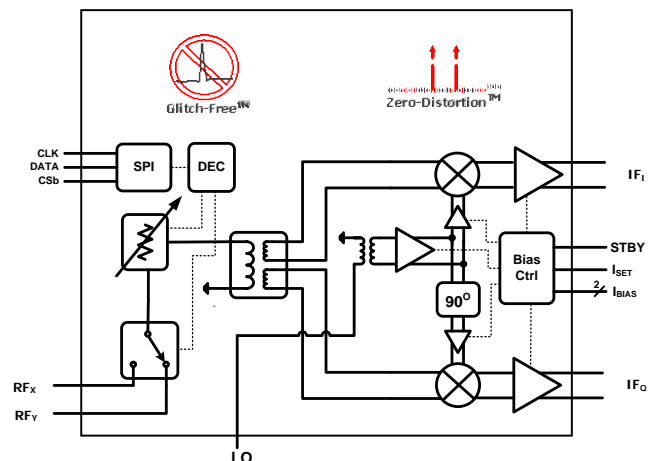 Glitch-Free™
Zero-Distortion™
CLK
DATA
CSb
SPI
DEC
IF_I
STBY
Bias
Ctrl
I_SET
2
I_BIAS
90°
RF_X
RF_Y
IF_Q
LO